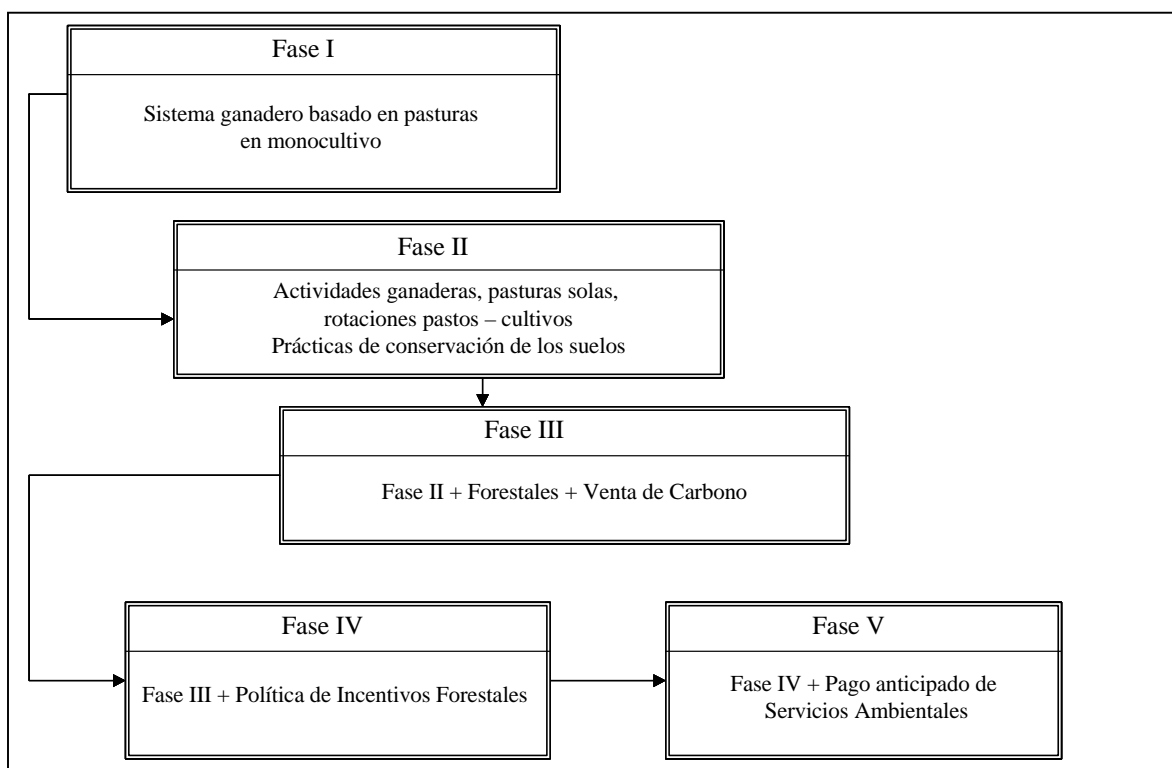 Fase I
Sistema ganadero basado en pasturas
en monocultivo
Fase II
Actividades ganaderas, pasturas solas,
rotaciones pastos – cultivos
Prácticas de conservación de los suelos
Fase III
Fase II + Forestales + Venta de Carbono
Fase IV
Fase III + Política de Incentivos Forestales
Fase V
Fase IV + Pago anticipado de
Servicios Ambientales